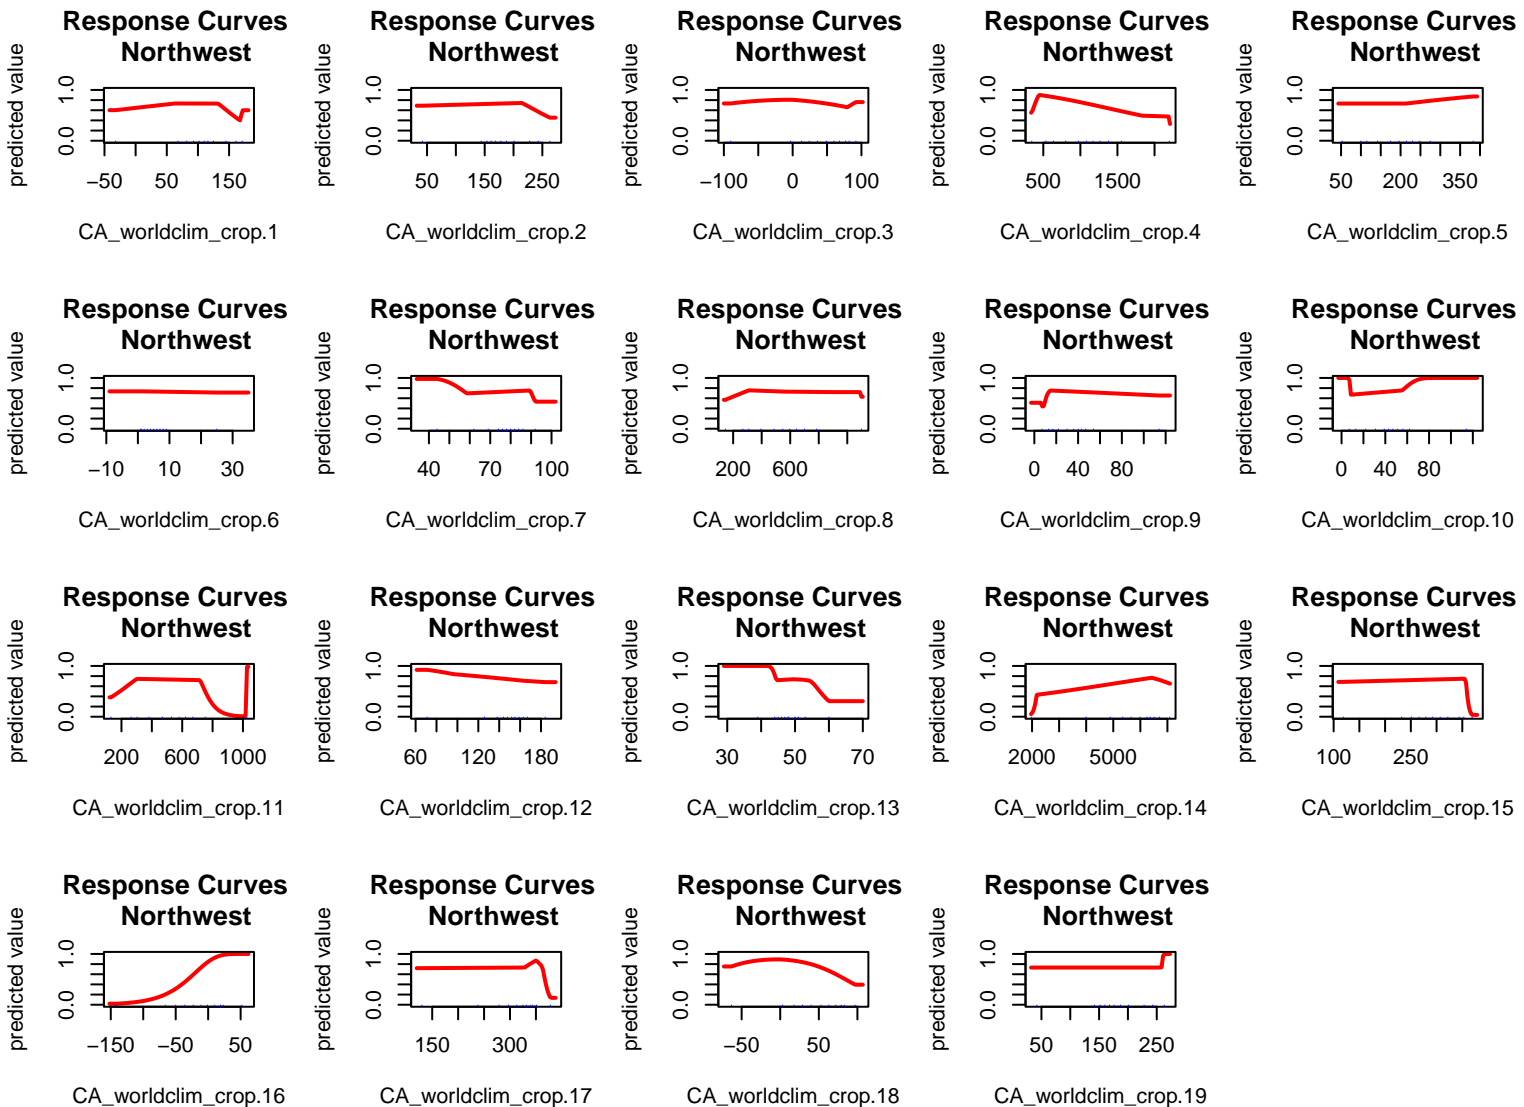 Response Curves
Northwest
predicted value
0.0 1.0
−50 50 150
CA_worldclim_crop.1
Response Curves
Northwest
predicted value
0.0 1.0
50 150 250
CA_worldclim_crop.2
Response Curves
Northwest
predicted value
0.0 1.0
−100 0 100
CA_worldclim_crop.3
Response Curves
Northwest
predicted value
0.0 1.0
500 1500
CA_worldclim_crop.4
Response Curves
Northwest
predicted value
0.0 1.0
50 200 350
CA_worldclim_crop.5
Response Curves
Northwest
predicted value
0.0 1.0
−10 10 30
CA_worldclim_crop.6
Response Curves
Northwest
predicted value
0.0 1.0
40 70 100
CA_worldclim_crop.7
Response Curves
Northwest
predicted value
0.0 1.0
200 600
CA_worldclim_crop.8
Response Curves
Northwest
predicted value
0.0 1.0
0 40 80
CA_worldclim_crop.9
Response Curves
Northwest
predicted value
0.0 1.0
0 40 80
CA_worldclim_crop.10
Response Curves
Northwest
predicted value
0.0 1.0
200 600 1000
CA_worldclim_crop.11
Response Curves
Northwest
predicted value
0.0 1.0
60 120 180
CA_worldclim_crop.12
Response Curves
Northwest
predicted value
0.0 1.0
30 50 70
CA_worldclim_crop.13
Response Curves
Northwest
predicted value
0.0 1.0
2000 5000
CA_worldclim_crop.14
Response Curves
Northwest
predicted value
0.0 1.0
100 250
CA_worldclim_crop.15
Response Curves
Northwest
predicted value
0.0 1.0
−150 −50 50
CA_worldclim_crop.16
Response Curves
Northwest
predicted value
0.0 1.0
150 300
CA_worldclim_crop.17
Response Curves
Northwest
predicted value
0.0 1.0
−50 50
CA_worldclim_crop.18
Response Curves
Northwest
predicted value
0.0 1.0
50 150 250
CA_worldclim_crop.19